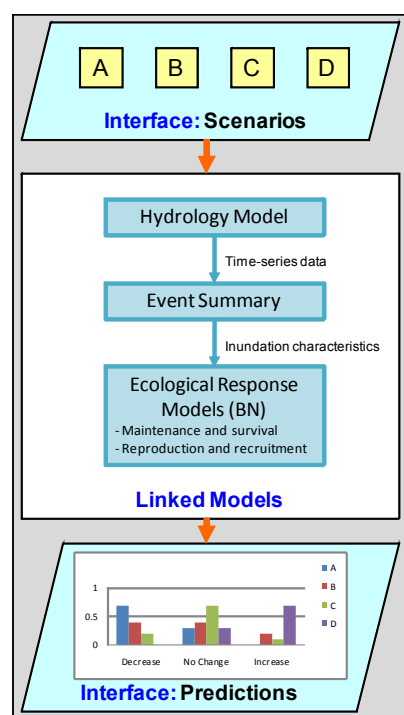 A B C D
Interface: Scenarios
Hydrology Model
Time-series data
Event Summary
Inundation characteristics
Ecological Response
Models (BN)
- Maintenance and survival
- Reproduction and recruitment
Linked Models
1
0.5
0
Decrease No Change Increase
A
B
C
D
Interface: Predictions